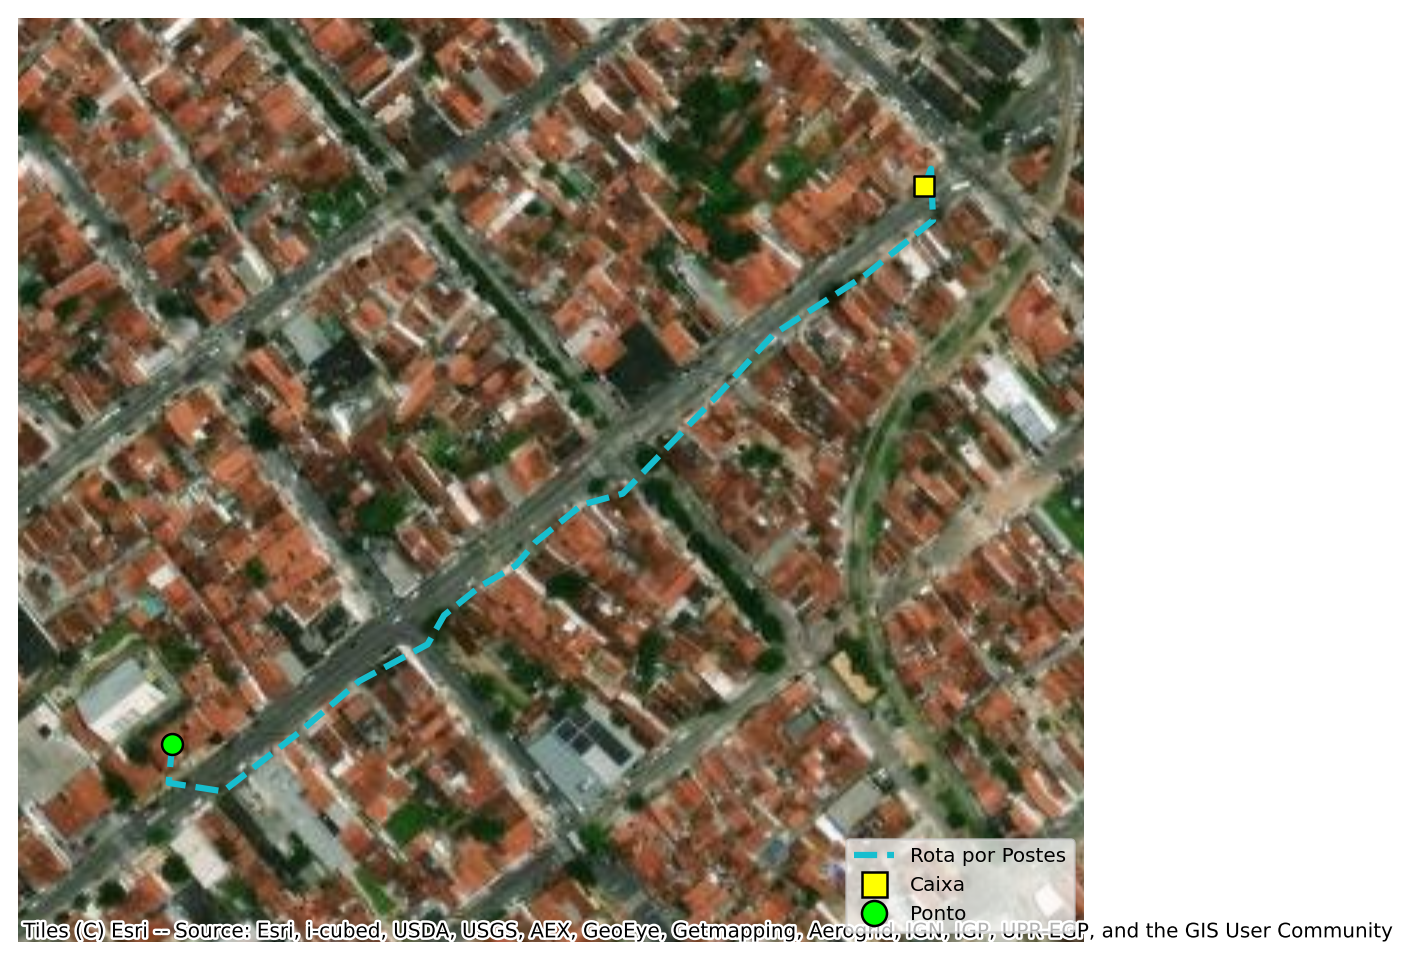 Rota por Postes
Caixa
Ponto
Tiles (C) Esri -- Source: Esri, i-cubed, USDA, USGS, AEX, GeoEye, Getmapping, Aerogrid, IGN, IGP, UPR-EGP, and the GIS User Community